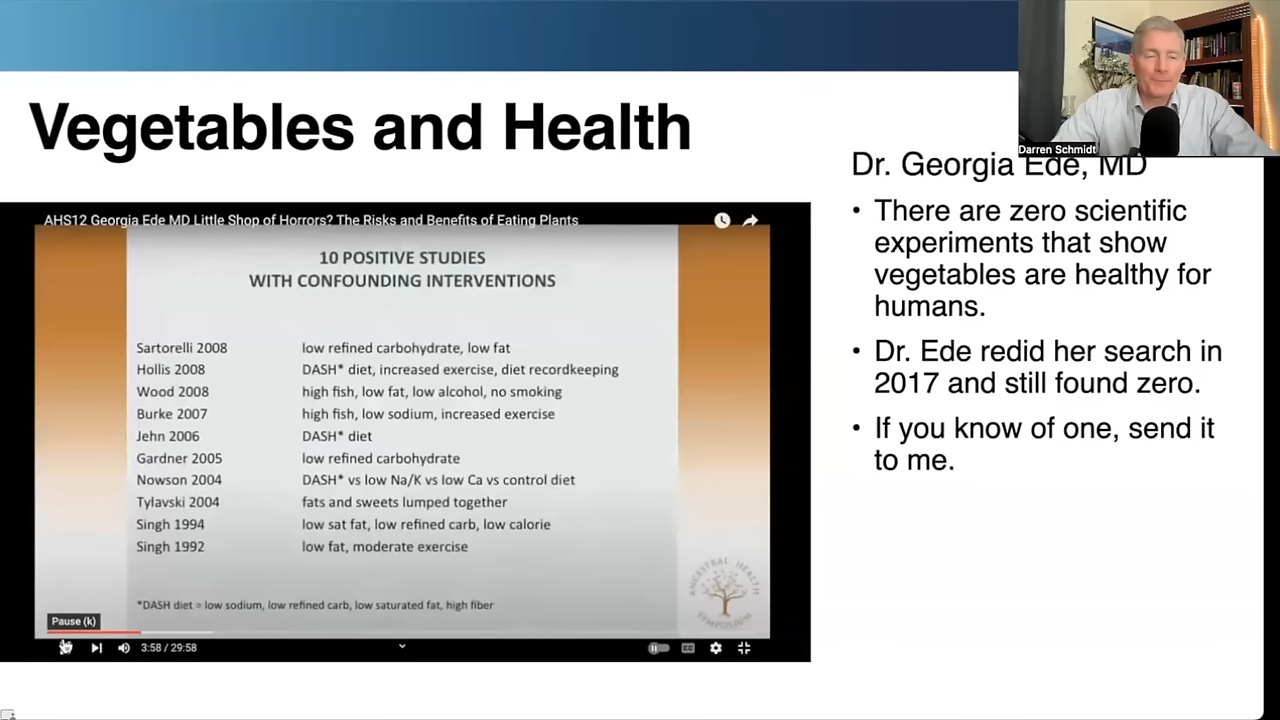 Vegetables and Health
Darren Schmidt
AHS12 Georgia Ede MD Little Shop of Horrors? The Risks and Benefits of Eating Plants
10 POSITIVE STUDIES
WITH CONFOUNDING INTERVENTIONS
Sartorelli 2008 low refined carbohydrate, low fat
Hollis 2008 DASH* diet, increased exercise, diet recordkeeping
Wood 2008 high fish, low fat, low alcohol, no smoking
Burke 2007 high fish, low sodium, increased exercise
Jehn 2006 DASH* diet
Gardner 2005 low refined carbohydrate
Nowson 2004 DASH* vs low Na/K vs low Ca vs control diet
Tylavski 2004 fats and sweets lumped together
Singh 1994 low sat fat, low refined carb, low calorie
Singh 1992 low fat, moderate exercise
*DASH diet = low sodium, low refined carb, low saturated fat, high fiber
ANCESTRAL HEALTH
SYMPOSIUM
Pause (k)
3:58 / 29:58
CC
Dr. Georgia Ede, MD
• There are zero scientific
experiments that show
vegetables are healthy for
humans.
• Dr. Ede redid her search in
2017 and still found zero.
• If you know of one, send it
to me.